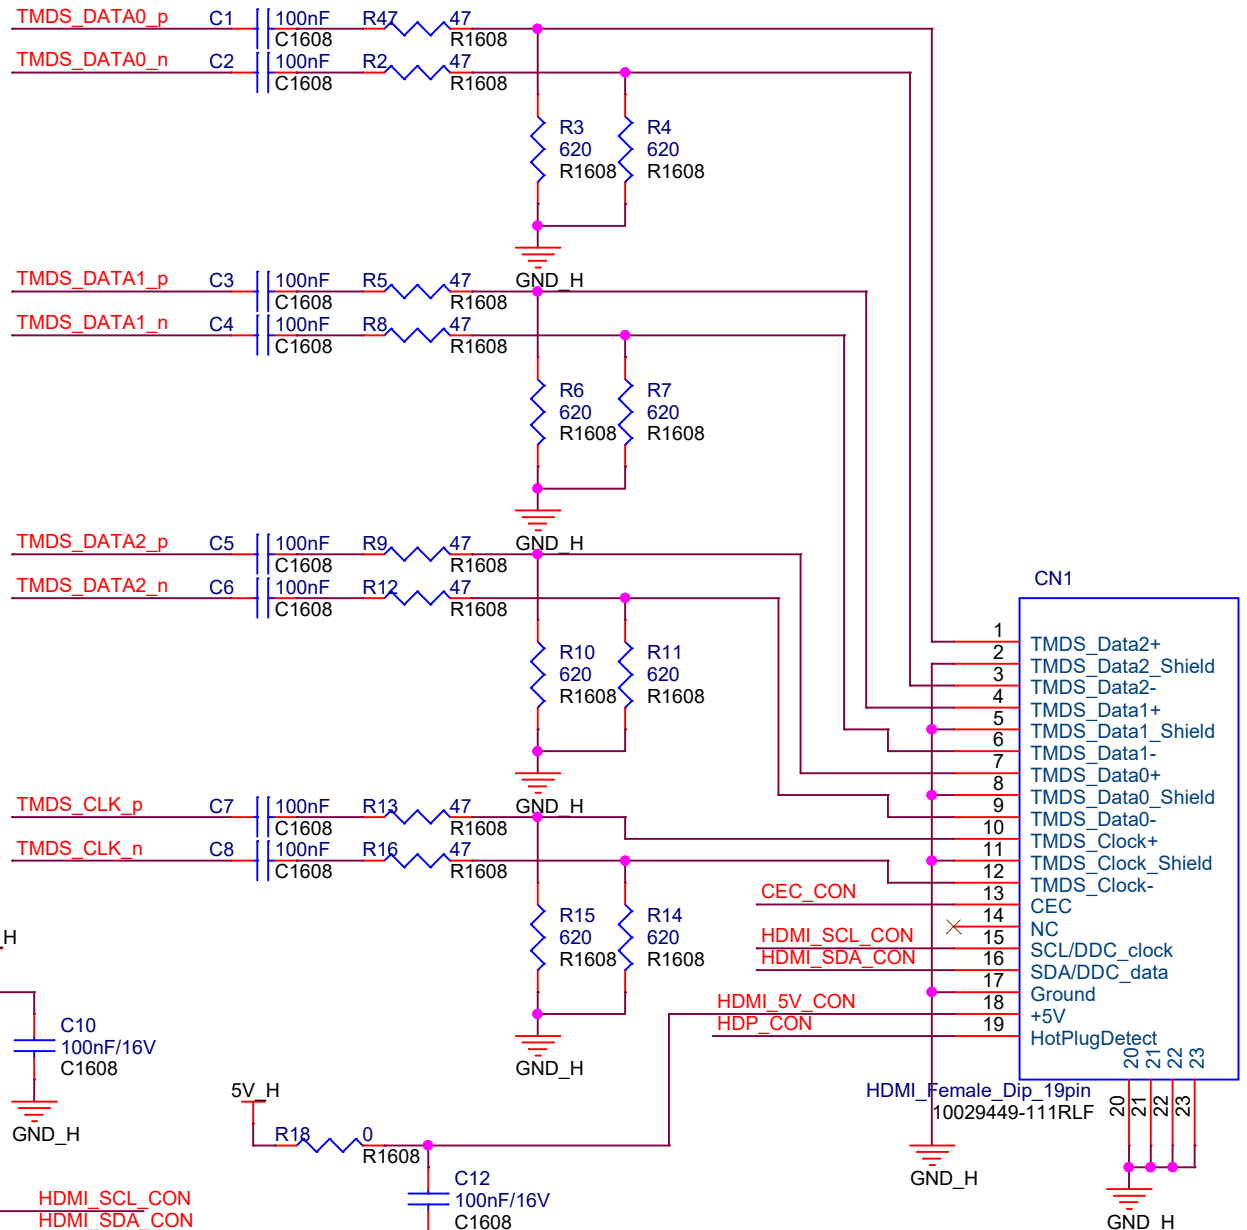 TMDS_DATA0_p C1 100nF R47 47
C1608 R1608
TMDS_DATA0_n C2 100nF R2 47
C1608 R1608
R3 R4
620 620
R1608 R1608
GND_H
TMDS_DATA1_p C3 100nF R5 47
C1608 R1608
TMDS_DATA1_n C4 100nF R8 47
C1608 R1608
R6 R7
620 620
R1608 R1608
GND_H
TMDS_DATA2_p C5 100nF R9 47
C1608 R1608
TMDS_DATA2_n C6 100nF R12 47
C1608 R1608
R10 R11
620 620
R1608 R1608
GND_H
TMDS_CLK_p C7 100nF R13 47
C1608 R1608
TMDS_CLK_n C8 100nF R16 47
C1608 R1608
R15 R14
620 620
R1608 R1608
GND_H
CN1
1 TMDS_Data2+
2 TMDS_Data2_Shield
3 TMDS_Data2-
4 TMDS_Data1+
5 TMDS_Data1_Shield
6 TMDS_Data1-
7 TMDS_Data0+
8 TMDS_Data0_Shield
9 TMDS_Data0-
10 TMDS_Clock+
11 TMDS_Clock_Shield
12 TMDS_Clock-
CEC_CON 13 CEC
14 NC
HDMI_SCL_CON 15 SCL/DDC_clock
HDMI_SDA_CON 16 SDA/DDC_data
17 Ground
HDMI_5V_CON 18 +5V
HDP_CON 19 HotPlugDetect
20 21 22 23
HDMI_Female_Dip_19pin
10029449-111RLF
20 21 22 23
GND_H
GND_H
H
C10
100nF/16V
C1608
GND_H
5V_H
R18 0
R1608
C12
100nF/16V
C1608
HDMI_SCL_CON
HDMI_SDA_CON